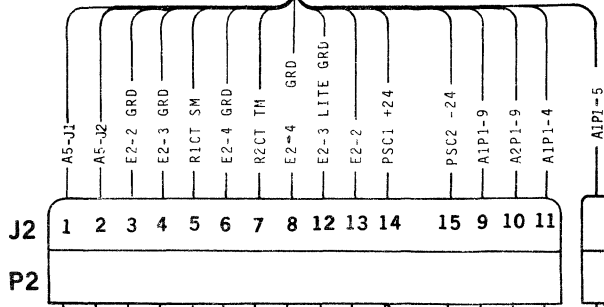 A5-J1
A5-J2
E2-2 GRD
E2-3 GRD
R1CT SM
E2-4 GRD
R2CT TM
E2-4 GRD
E2-3 LITE GRD
E2-2
PSC1 +24
PSC2 -24
A1P1-9
A2P1-9
A1P1-4
A1P1-5
J2 1 2 3 4 5 6 7 8 12 13 14 15 9 10 11
P2